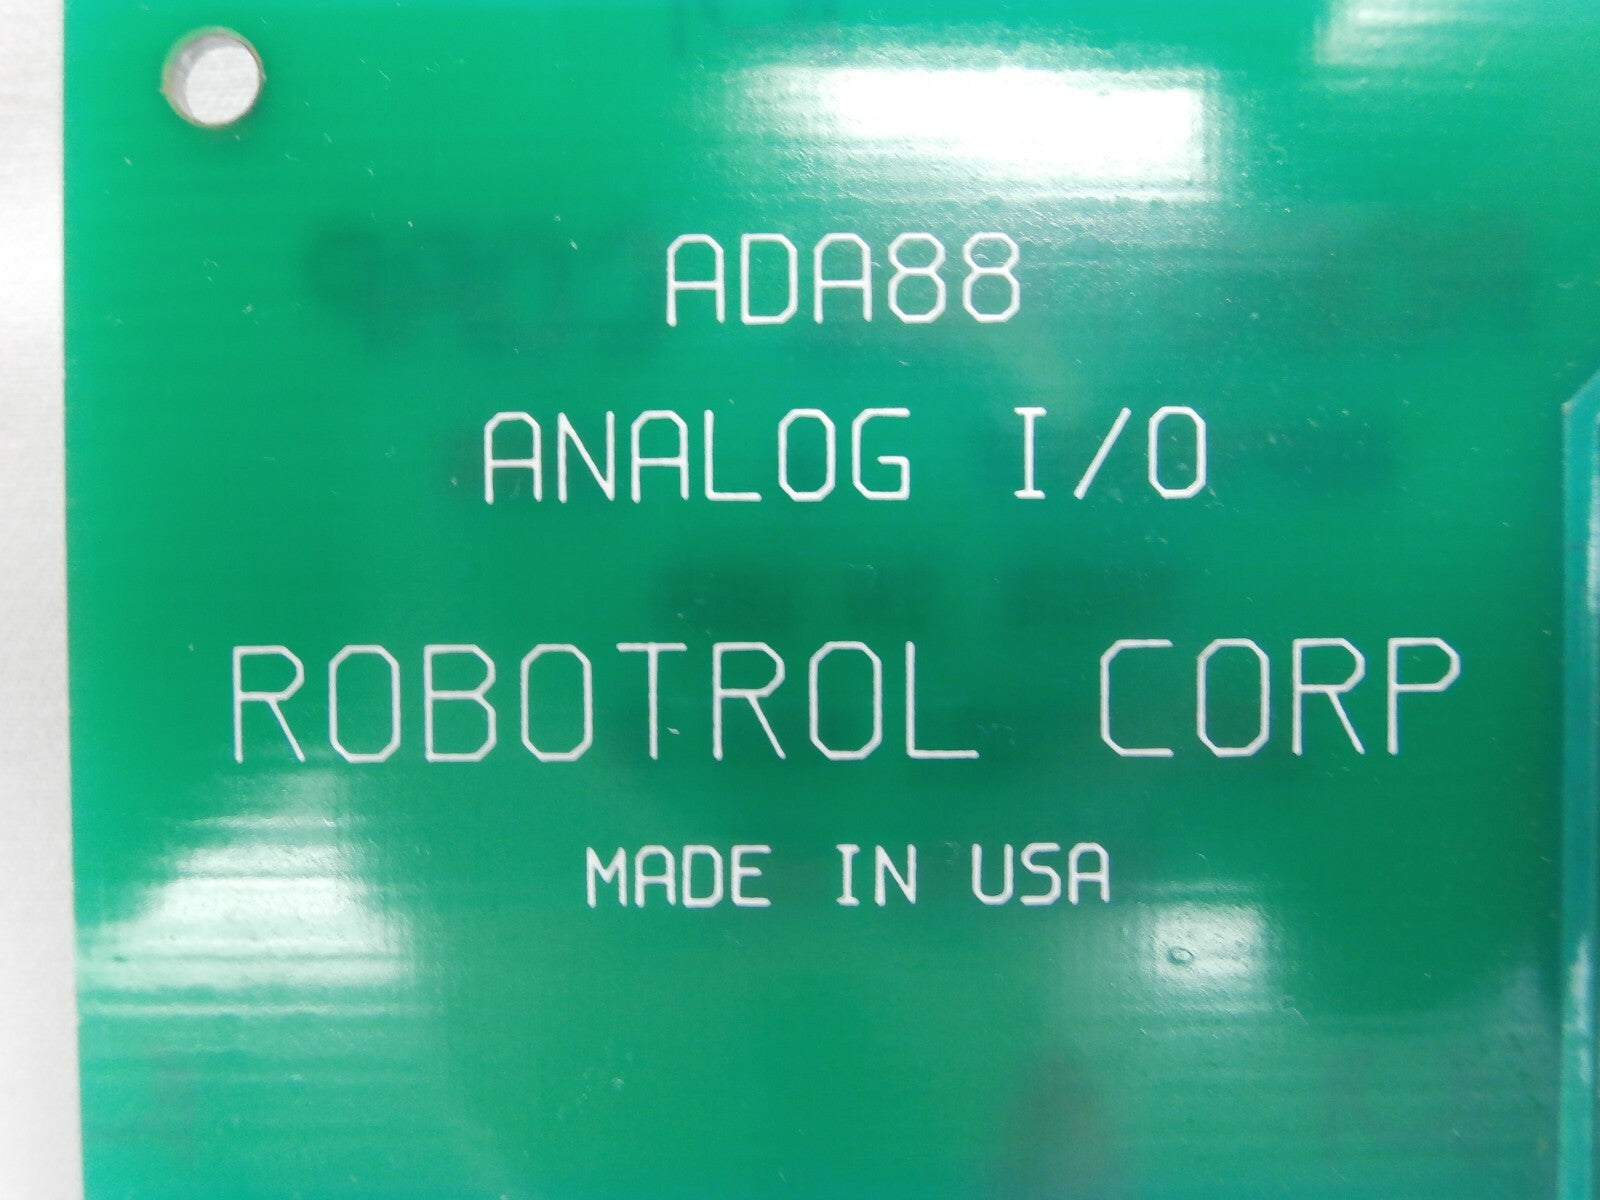 ADA88
ANALOG I/O
ROBOTROL CORP
MADE IN USA